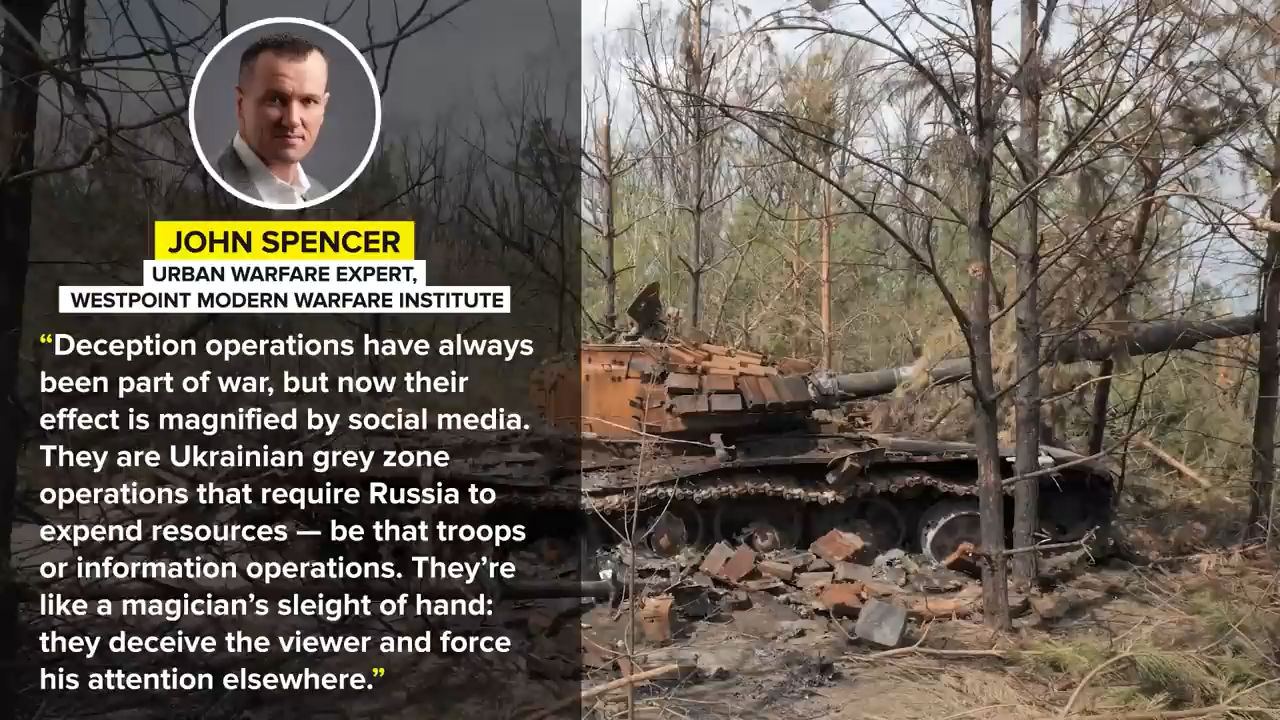 JOHN SPENCER
URBAN WARFARE EXPERT,
WESTPOINT MODERN WARFARE INSTITUTE
“Deception operations have always
been part of war, but now their
effect is magnified by social media.
They are Ukrainian grey zone
operations that require Russia to
expend resources — be that troops
or information operations. They’re
like a magician’s sleight of hand:
they deceive the viewer and force
his attention elsewhere.”